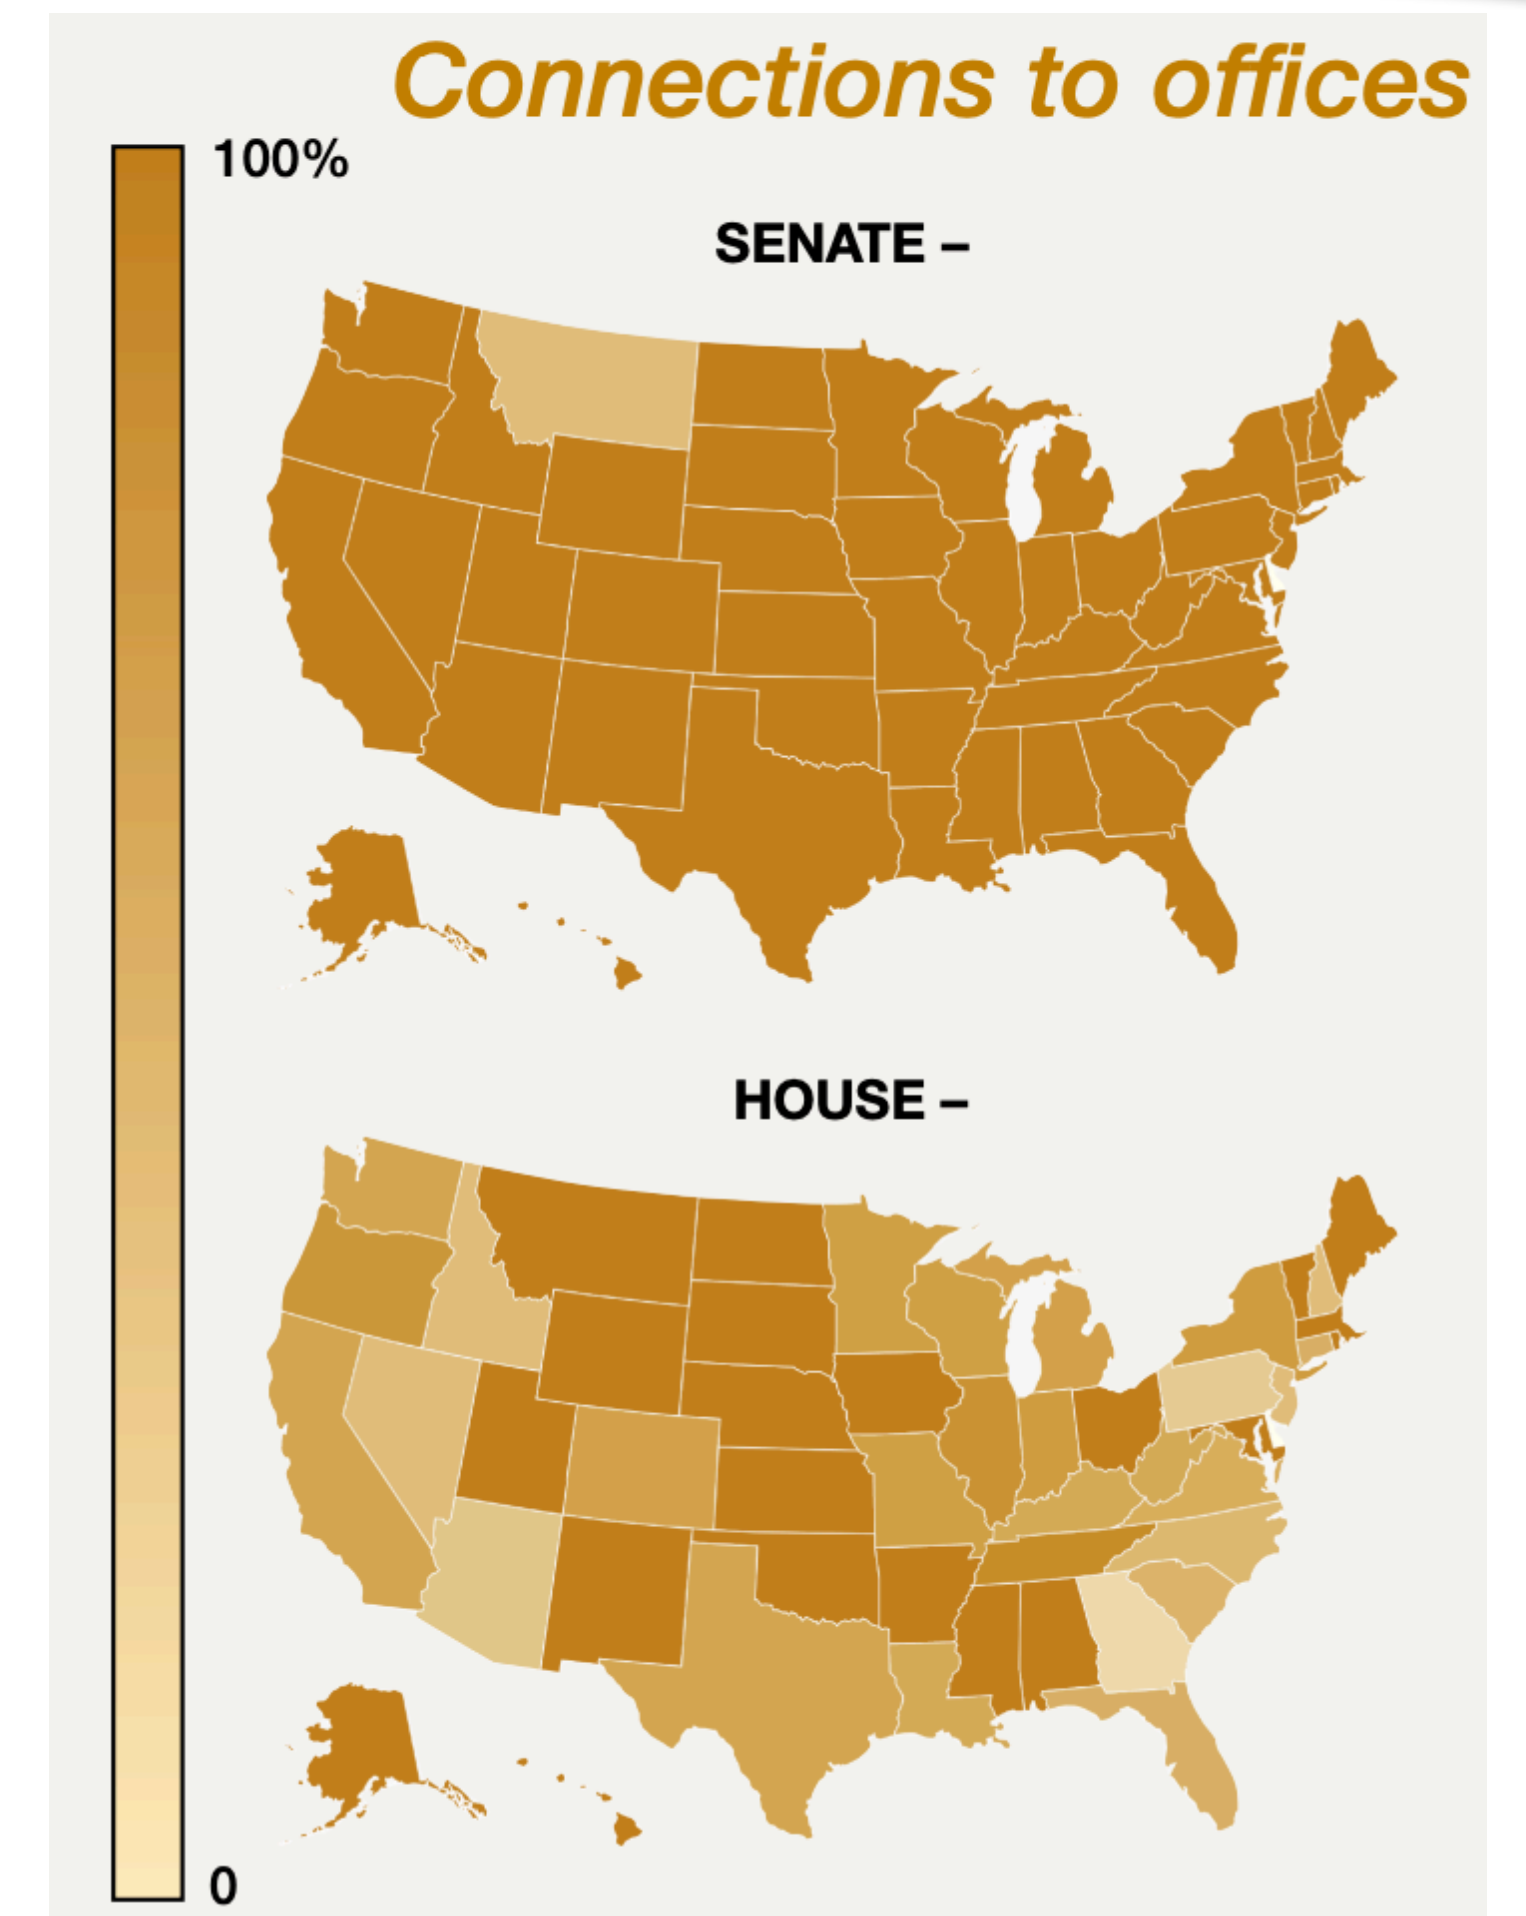 Connections to offices
100%
SENATE –
HOUSE –
0